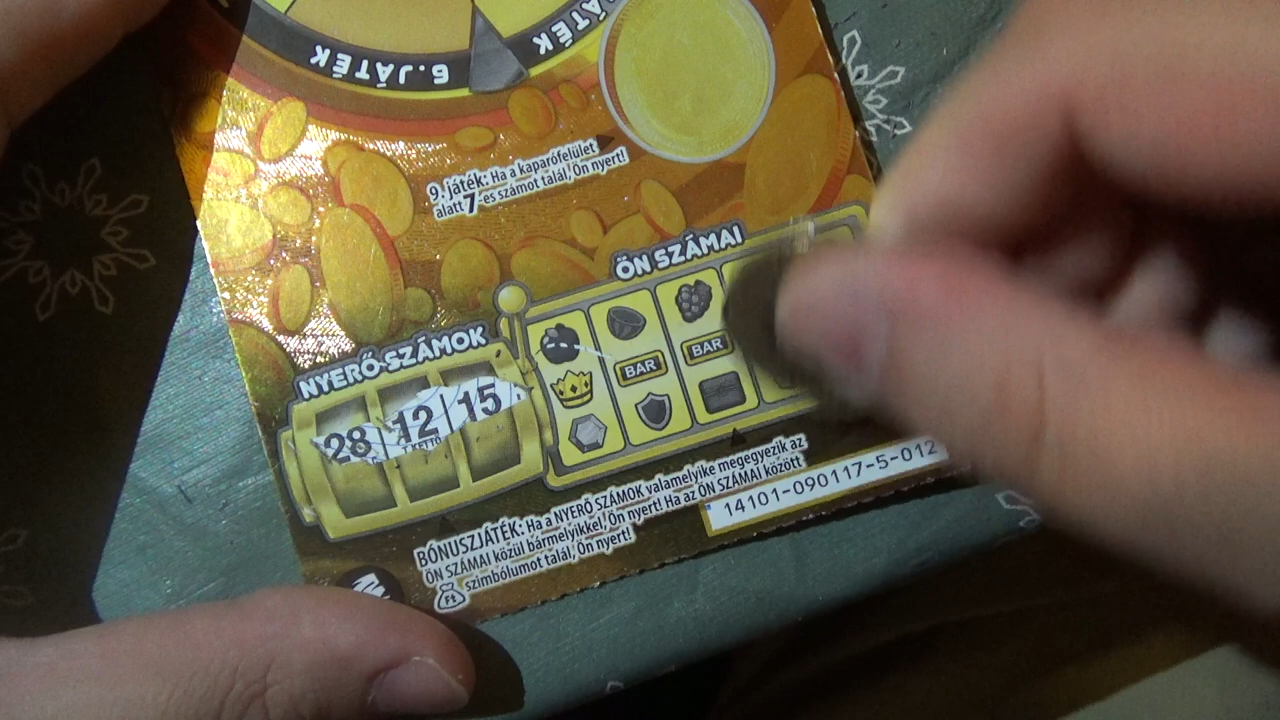 6. JÁTÉK
JÁTÉK
9. játék: Ha a kaparófelület
alatt 7-es számot talál, Ön nyert!
ÖN SZÁMAI
NYERŐ SZÁMOK
BAR
BAR
28 12 15
BÓNUSZJÁTÉK: Ha a NYERŐ SZÁMOK valamelyike megegyezik az
ÖN SZÁMAI közül bármelyikkel, Ön nyert! Ha az ÖN SZÁMAI között
Ft szimbólumot talál, Ön nyert!
14101-090117-5-012